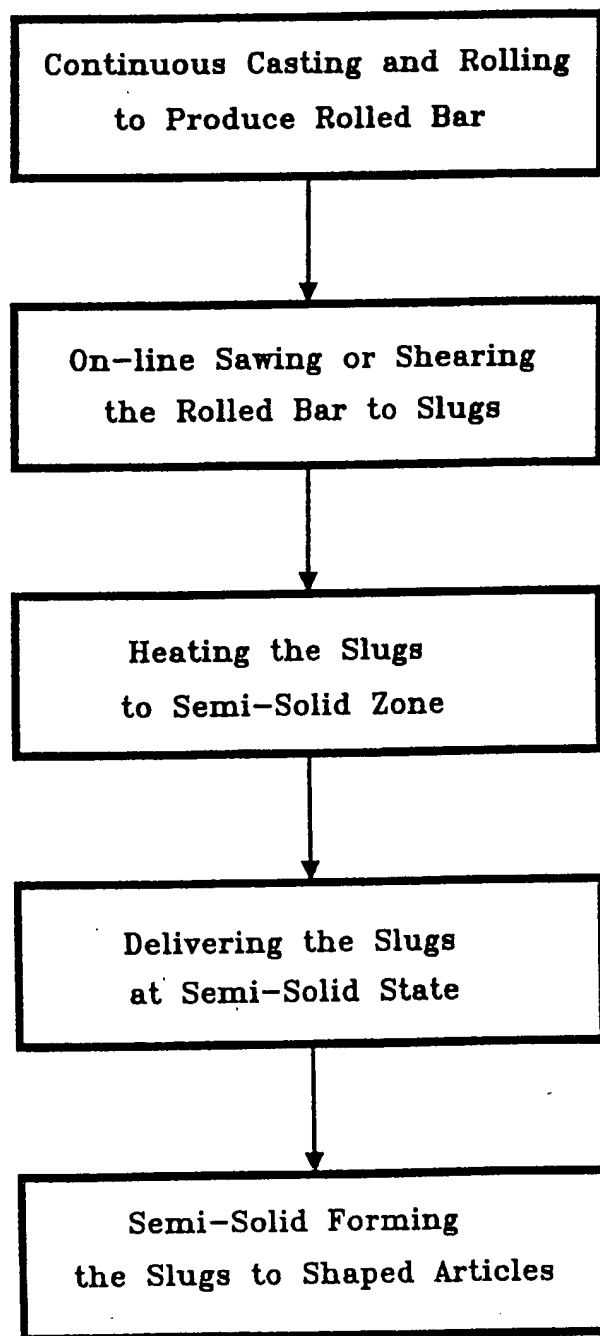 Continuous Casting and Rolling
to Produce Rolled Bar
On-line Sawing or Shearing
the Rolled Bar to Slugs
Heating the Slugs
to Semi-Solid Zone
Delivering the Slugs
at Semi-Solid State
Semi-Solid Forming
the Slugs to Shaped Articles